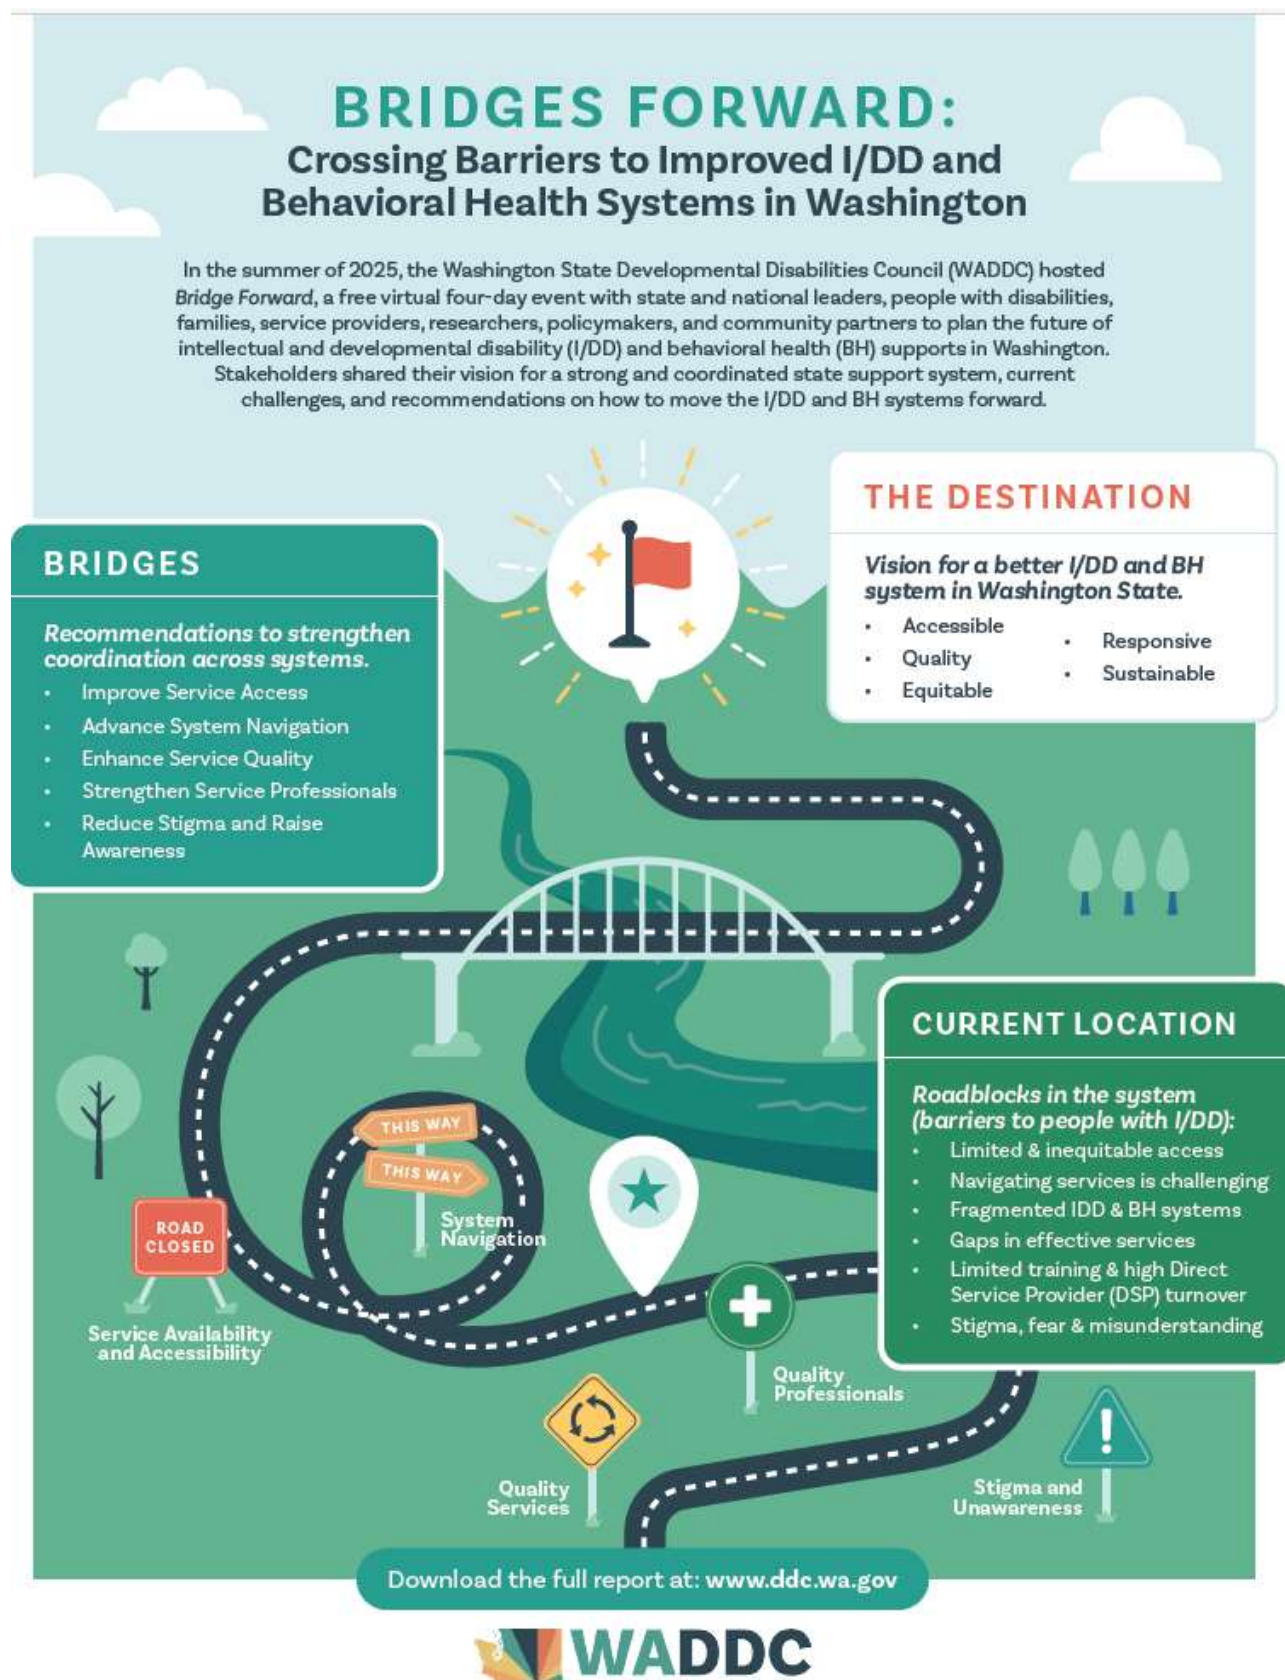 BRIDGES FORWARD:
Crossing Barriers to Improved I/DD and
Behavioral Health Systems in Washington
In the summer of 2025, the Washington State Developmental Disabilities Council (WADDC) hosted
Bridge Forward, a free virtual four-day event with state and national leaders, people with disabilities,
families, service providers, researchers, policymakers, and community partners to plan the future of
intellectual and developmental disability (I/DD) and behavioral health (BH) supports in Washington.
Stakeholders shared their vision for a strong and coordinated state support system, current
challenges, and recommendations on how to move the I/DD and BH systems forward.
THE DESTINATION
Vision for a better I/DD and BH
system in Washington State.
• Accessible
• Quality
• Equitable
• Responsive
• Sustainable
BRIDGES
Recommendations to strengthen
coordination across systems.
• Improve Service Access
• Advance System Navigation
• Enhance Service Quality
• Strengthen Service Professionals
• Reduce Stigma and Raise
Awareness
CURRENT LOCATION
Roadblocks in the system
(barriers to people with I/DD):
• Limited & inequitable access
• Navigating services is challenging
• Fragmented IDD & BH systems
• Gaps in effective services
• Limited training & high Direct
Service Provider (DSP) turnover
• Stigma, fear & misunderstanding
THIS WAY
THIS WAY
System
Navigation
ROAD
CLOSED
Service Availability
and Accessibility
Quality
Professionals
Quality
Services
Stigma and
Unawareness
Download the full report at: www.ddc.wa.gov
WADDC